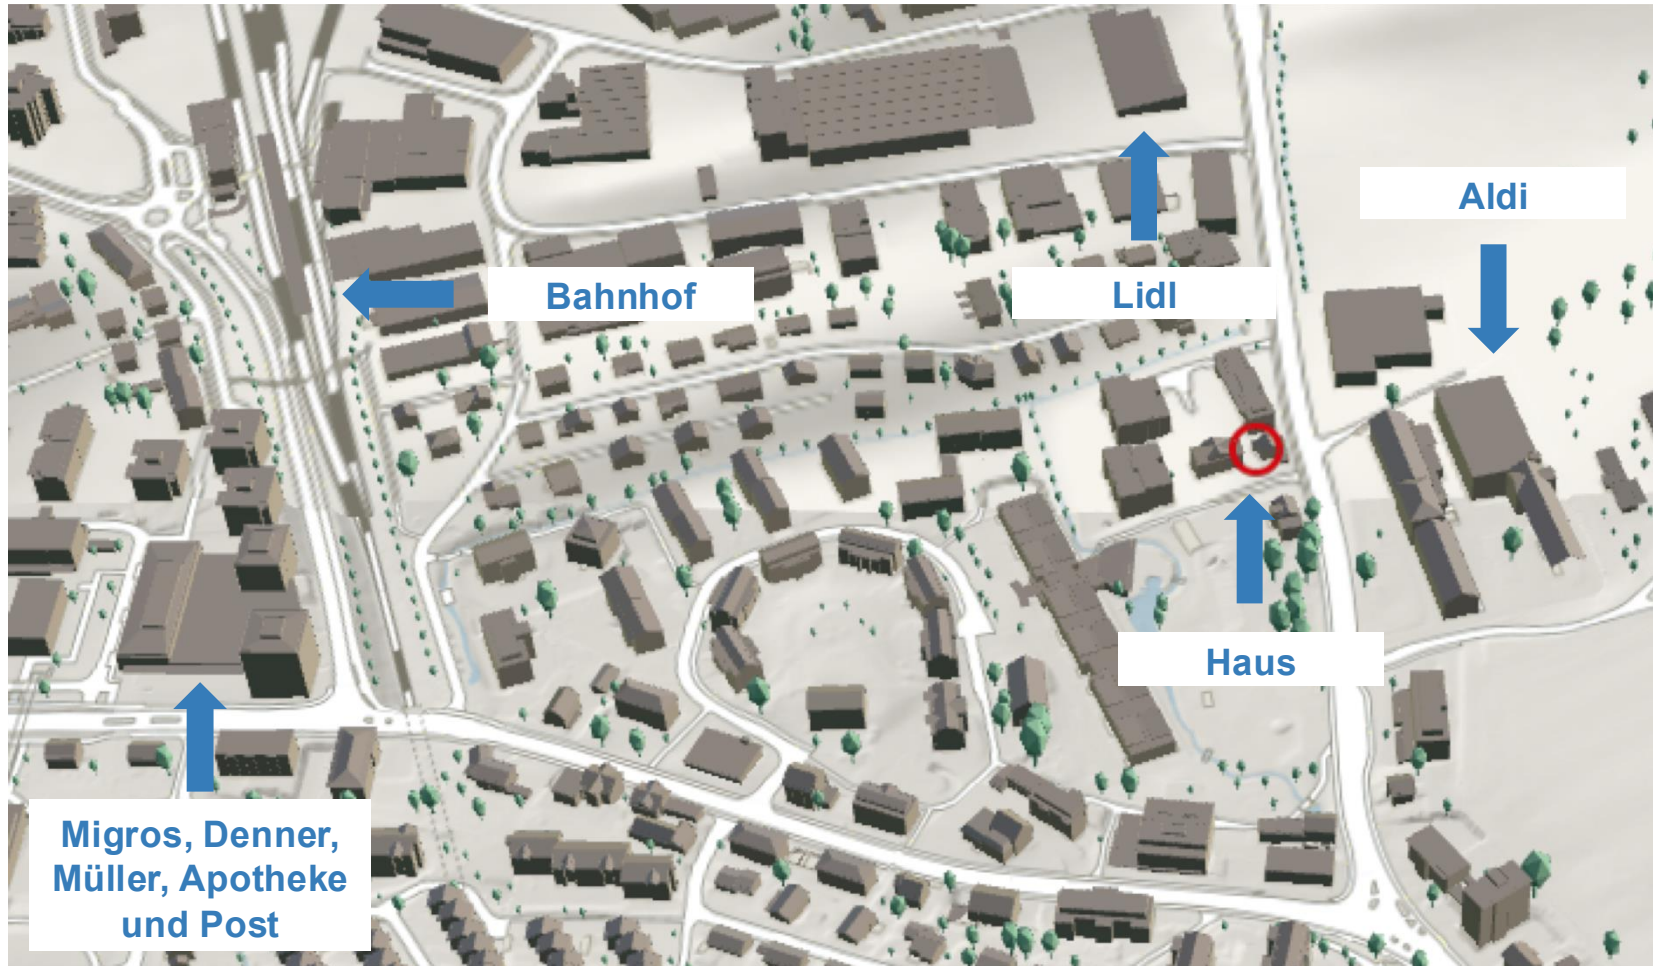 Aldi
Bahnhof
Lidl
Haus
Migros, Denner,
Müller, Apotheke
und Post